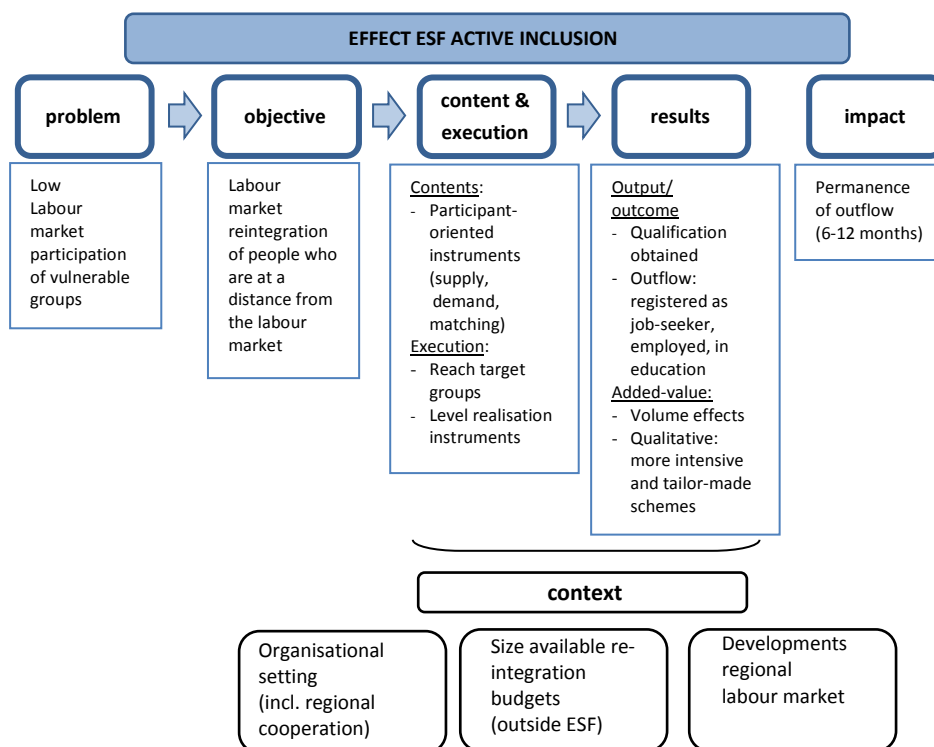 EFFECT ESF ACTIVE INCLUSION
problem
objective
content &
execution
results
impact
Low
Labour
market
participation
of vulnerable
groups
Labour
market
reintegration
of people who
are at a
distance from
the labour
market
Contents:
- Participant-
oriented
instruments
(supply,
demand,
matching)
Execution:
- Reach target
groups
- Level realisation
instruments
Output/
outcome
- Qualification
obtained
- Outflow:
registered as
job-seeker,
employed, in
education
Added-value:
- Volume effects
- Qualitative:
more intensive
and tailor-made
schemes
Permanence
of outflow
(6-12 months)
context
Organisational
setting
(incl. regional
cooperation)
Size available re-
integration
budgets
(outside ESF)
Developments
regional
labour market